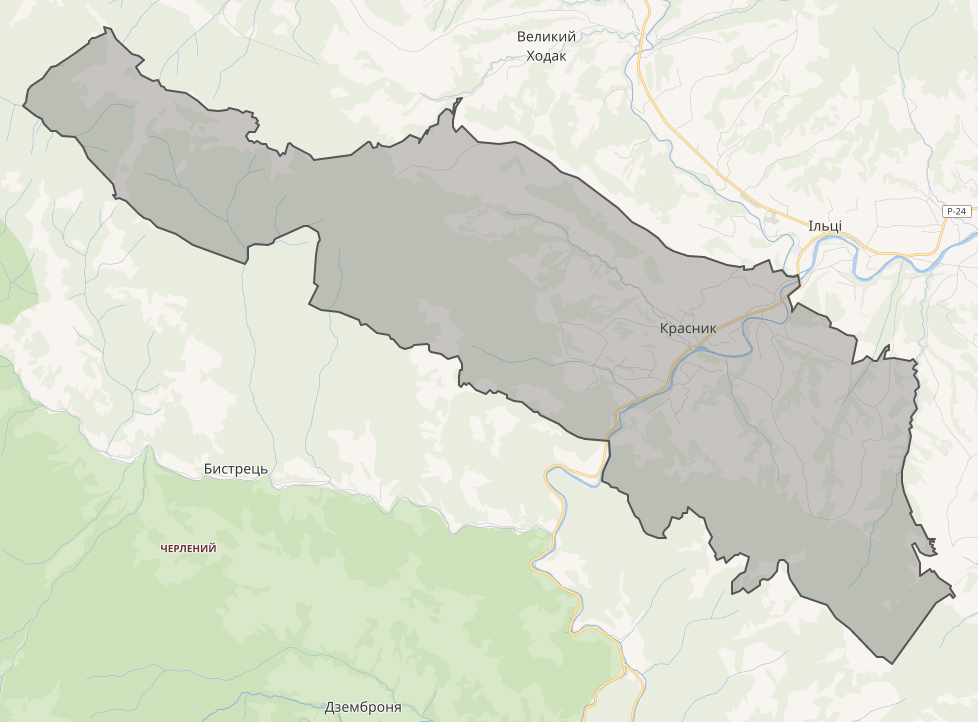 Великий
Ходак
Р-24
Ільці
Красник
Бистрець
ЧЕРЛЕНИЙ
Дземброня